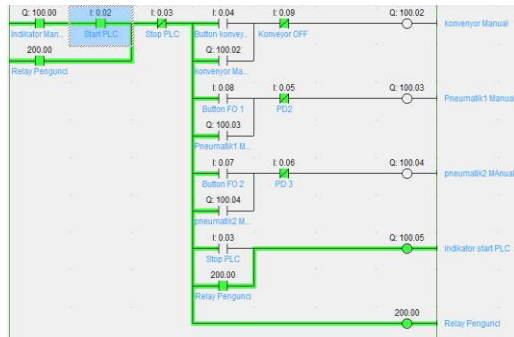 Q: 100.00 I: 0.02 I: 0.03 I: 0.04 I: 0.09 Q: 100.02
Indikator Man... Start PLC Stop PLC Button konvey... Konveyor OFF konvenyor Manual
200.00 Q: 100.02
Relay Pengunci konvenyor Ma...
I: 0.08 I: 0.05 Q: 100.03
Button FO 1 PD2 Pneumatik1 Manua
Q: 100.03
Pneumatik1 M...
I: 0.07 I: 0.06 Q: 100.04
Button FO 2 PD 3 pneumatik2 MAnual
Q: 100.04
pneumatik2 M...
I: 0.03 Q: 100.05
Stop PLC indikator start PLC
200.00
Relay Pengunci
200.00
Relay Pengunci